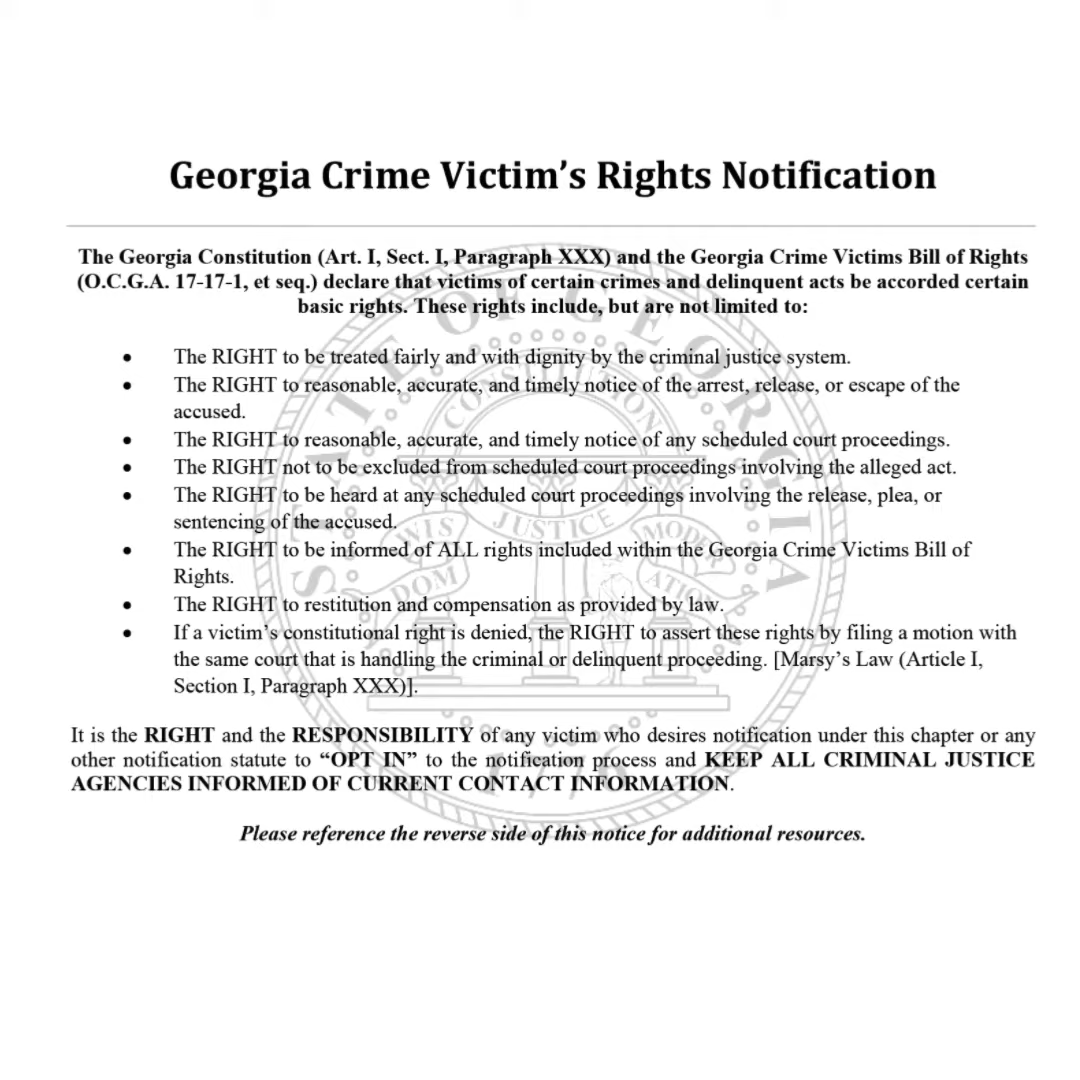 Georgia Crime Victim’s Rights Notification
The Georgia Constitution (Art. I, Sect. I, Paragraph XXX) and the Georgia Crime Victims Bill of Rights
(O.C.G.A. 17-17-1, et seq.) declare that victims of certain crimes and delinquent acts be accorded certain
basic rights. These rights include, but are not limited to:
• The RIGHT to be treated fairly and with dignity by the criminal justice system.
• The RIGHT to reasonable, accurate, and timely notice of the arrest, release, or escape of the
accused.
• The RIGHT to reasonable, accurate, and timely notice of any scheduled court proceedings.
• The RIGHT not to be excluded from scheduled court proceedings involving the alleged act.
• The RIGHT to be heard at any scheduled court proceedings involving the release, plea, or
sentencing of the accused.
• The RIGHT to be informed of ALL rights included within the Georgia Crime Victims Bill of
Rights.
• The RIGHT to restitution and compensation as provided by law.
• If a victim’s constitutional right is denied, the RIGHT to assert these rights by filing a motion with
the same court that is handling the criminal or delinquent proceeding. [Marsy’s Law (Article I,
Section I, Paragraph XXX)].
It is the RIGHT and the RESPONSIBILITY of any victim who desires notification under this chapter or any
other notification statute to “OPT IN” to the notification process and KEEP ALL CRIMINAL JUSTICE
AGENCIES INFORMED OF CURRENT CONTACT INFORMATION.
Please reference the reverse side of this notice for additional resources.
STATE OF GEORGIA
CONSTITUTION
WISDOM
JUSTICE
MODERATION
1776